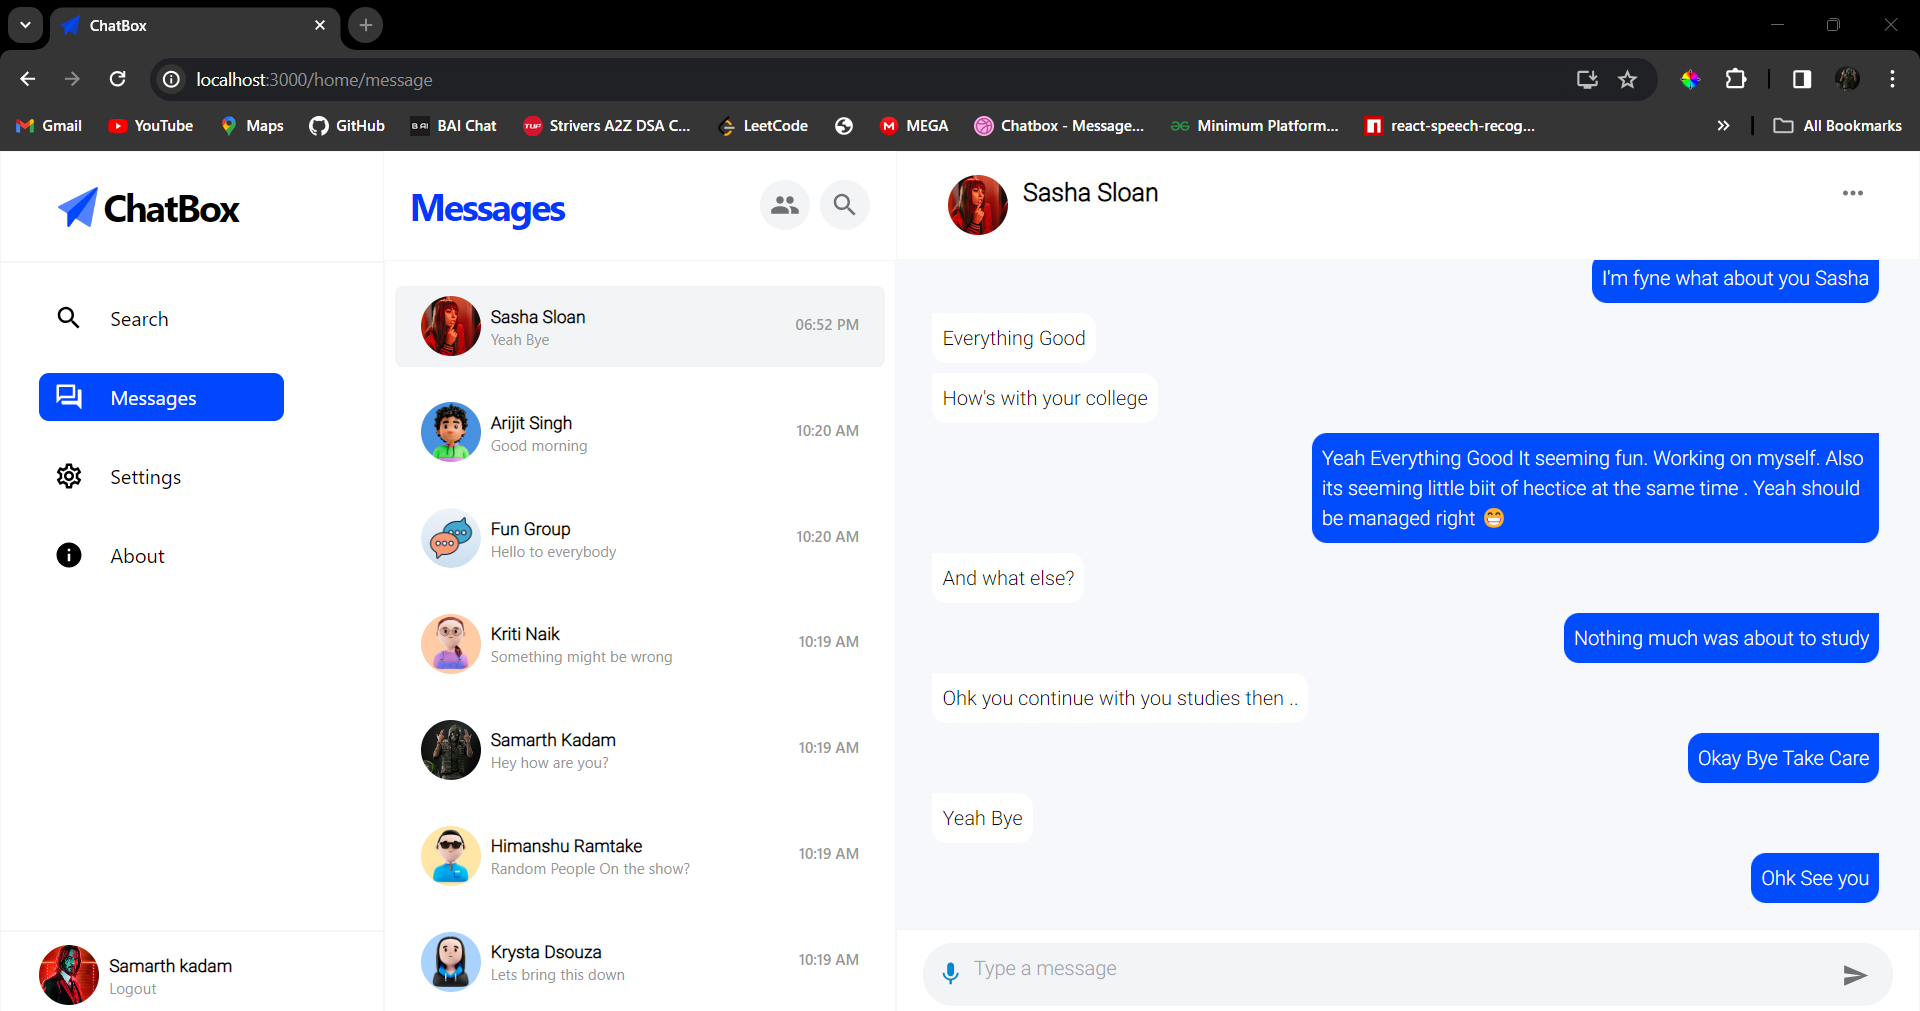 ChatBox
localhost:3000/home/message
Gmail
YouTube
Maps
GitHub
BAI Chat
Strivers A2Z DSA C...
LeetCode
MEGA
Chatbox - Message...
Minimum Platform...
react-speech-recog...
All Bookmarks
ChatBox
Search
Messages
Settings
About
Samarth kadam
Logout
Messages
Sasha Sloan
06:52 PM
Yeah Bye
Arijit Singh
10:20 AM
Good morning
Fun Group
10:20 AM
Hello to everybody
Kriti Naik
10:19 AM
Something might be wrong
Samarth Kadam
10:19 AM
Hey how are you?
Himanshu Ramtake
10:19 AM
Random People On the show?
Krysta Dsouza
10:19 AM
Lets bring this down
Sasha Sloan
I'm fyne what about you Sasha
Everything Good
How's with your college
Yeah Everything Good It seeming fun. Working on myself. Also
its seeming little biit of hectice at the same time . Yeah should
be managed right 😁
And what else?
Nothing much was about to study
Ohk you continue with you studies then ..
Okay Bye Take Care
Yeah Bye
Ohk See you
Type a message